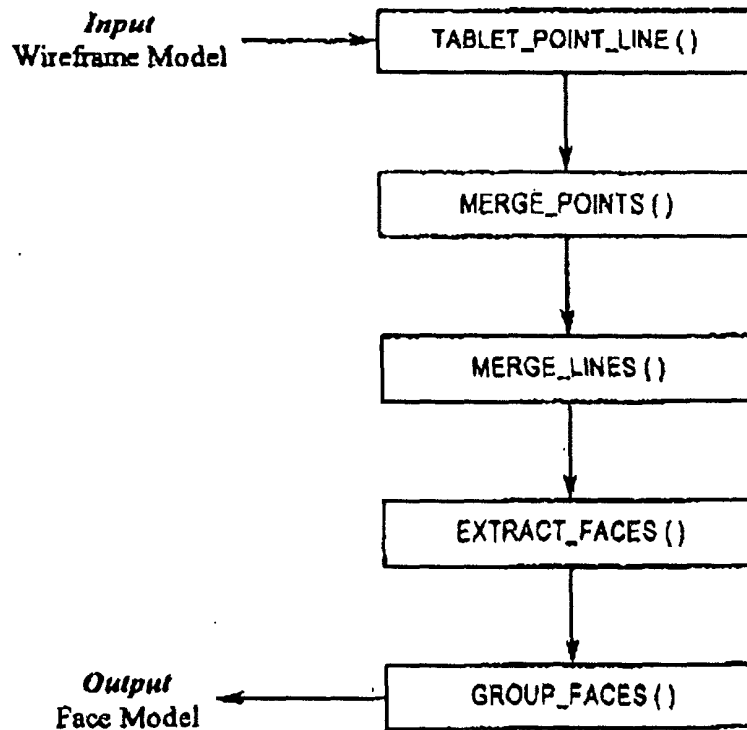 Input
Wireframe Model
TABLET_POINT_LINE ( )
MERGE_POINTS ( )
MERGE_LINES ( )
EXTRACT_FACES ( )
GROUP_FACES ( )
Output
Face Model